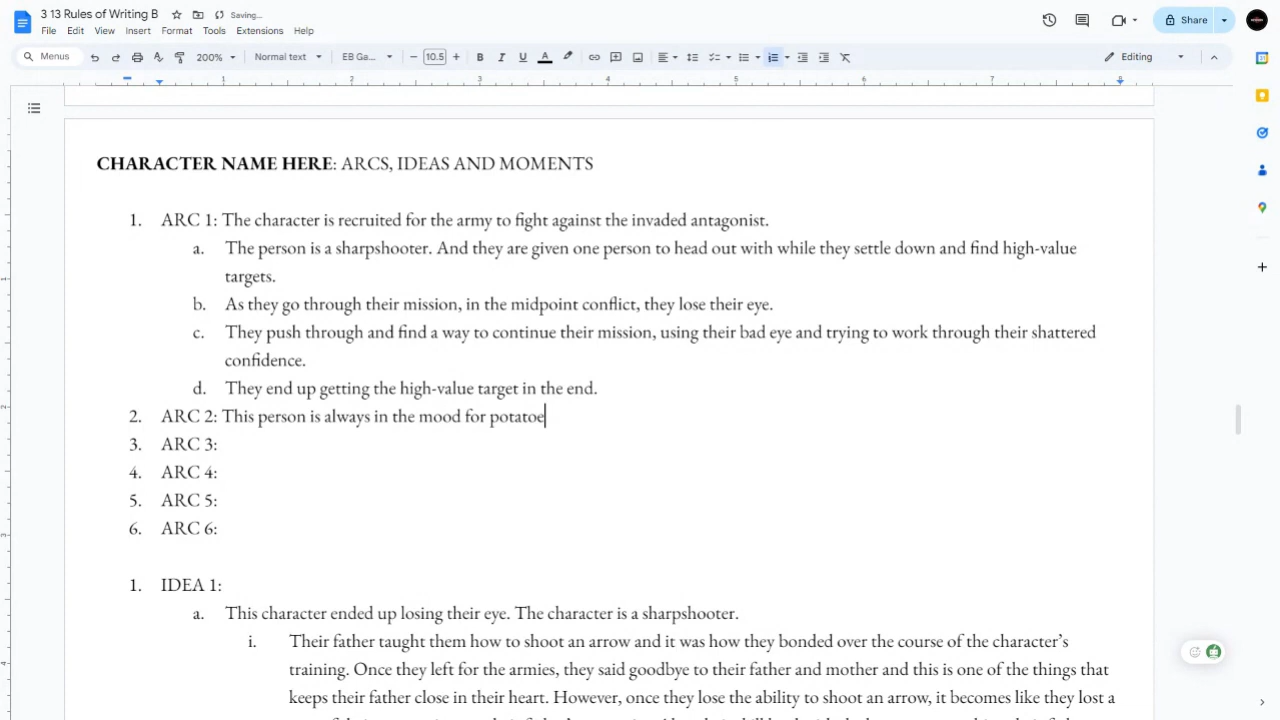 3 13 Rules of Writing B
Saving...
File Edit View Insert Format Tools Extensions Help
Share
Menus
200%
Normal text
EB Ga...
10.5
B I U A
Editing
1 2 3 4 5 6 7 8
CHARACTER NAME HERE: ARCS, IDEAS AND MOMENTS
1. ARC 1: The character is recruited for the army to fight against the invaded antagonist.
a. The person is a sharpshooter. And they are given one person to head out with while they settle down and find high-value
targets.
b. As they go through their mission, in the midpoint conflict, they lose their eye.
c. They push through and find a way to continue their mission, using their bad eye and trying to work through their shattered
confidence.
d. They end up getting the high-value target in the end.
2. ARC 2: This person is always in the mood for potatoe
3. ARC 3:
4. ARC 4:
5. ARC 5:
6. ARC 6:
1. IDEA 1:
a. This character ended up losing their eye. The character is a sharpshooter.
i. Their father taught them how to shoot an arrow and it was how they bonded over the course of the character's
training. Once they left for the armies, they said goodbye to their father and mother and this is one of the things that
keeps their father close in their heart. However, once they lose the ability to shoot an arrow, it becomes like they lost a